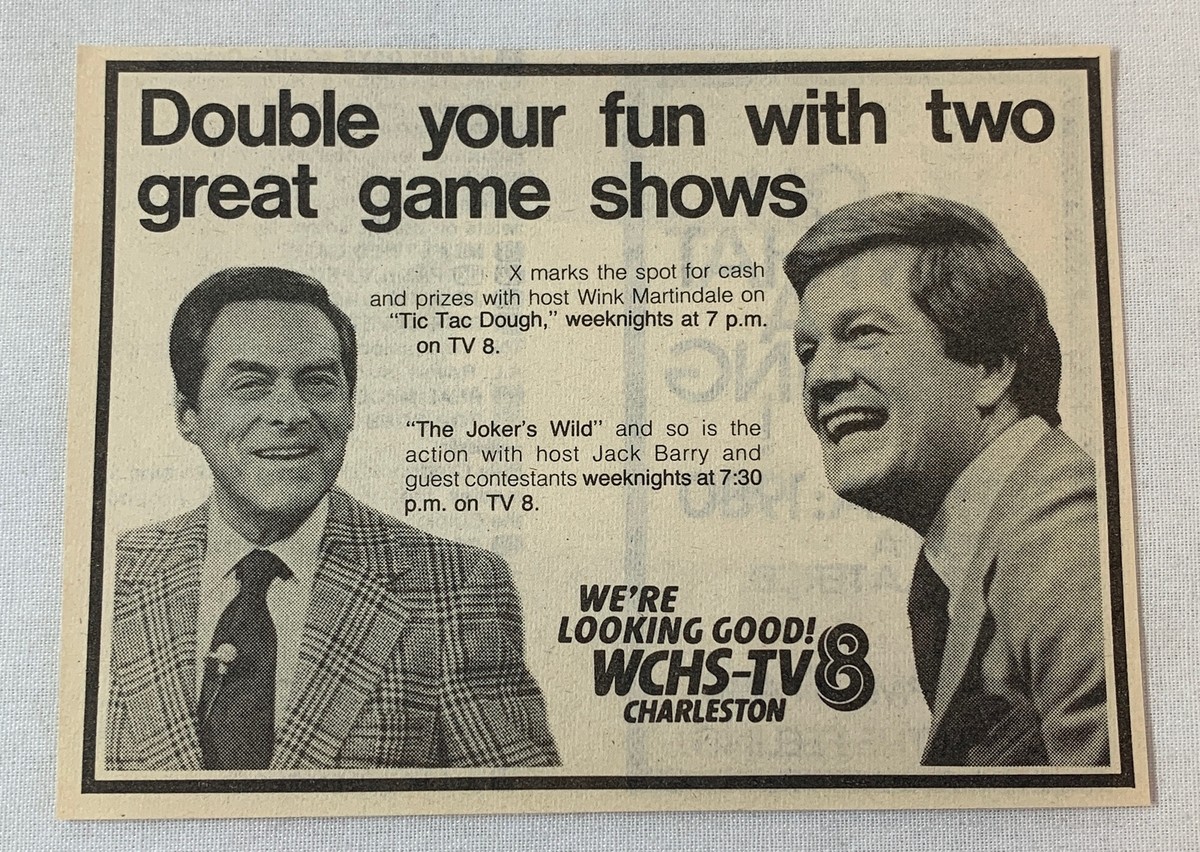 Double your fun with two
great game shows
X marks the spot for cash
and prizes with host Wink Martindale on
"Tic Tac Dough," weeknights at 7 p.m.
on TV 8.
"The Joker's Wild" and so is the
action with host Jack Barry and
guest contestants weeknights at 7:30
p.m. on TV 8.
WE'RE
LOOKING GOOD!
WCHS-TV 8
CHARLESTON